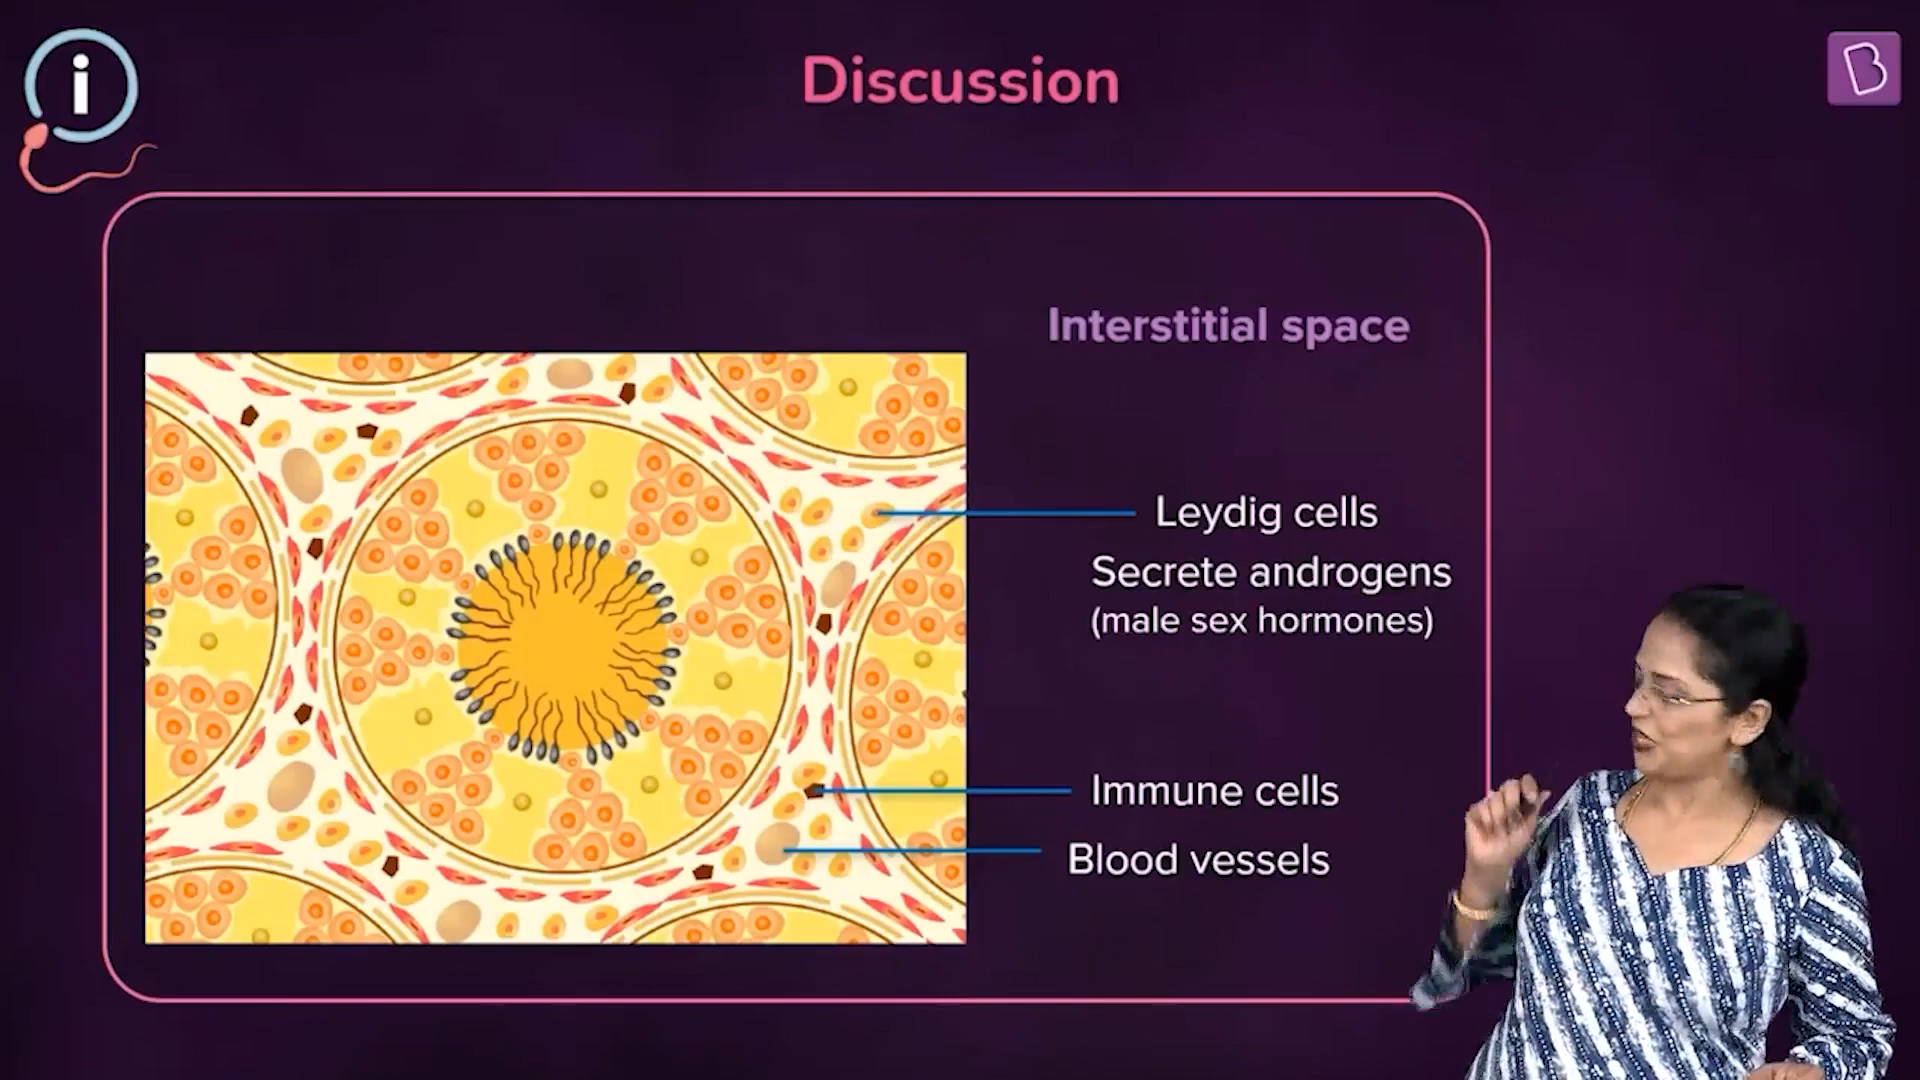 i
Discussion
B
Interstitial space
Leydig cells
Secrete androgens
(male sex hormones)
Immune cells
Blood vessels